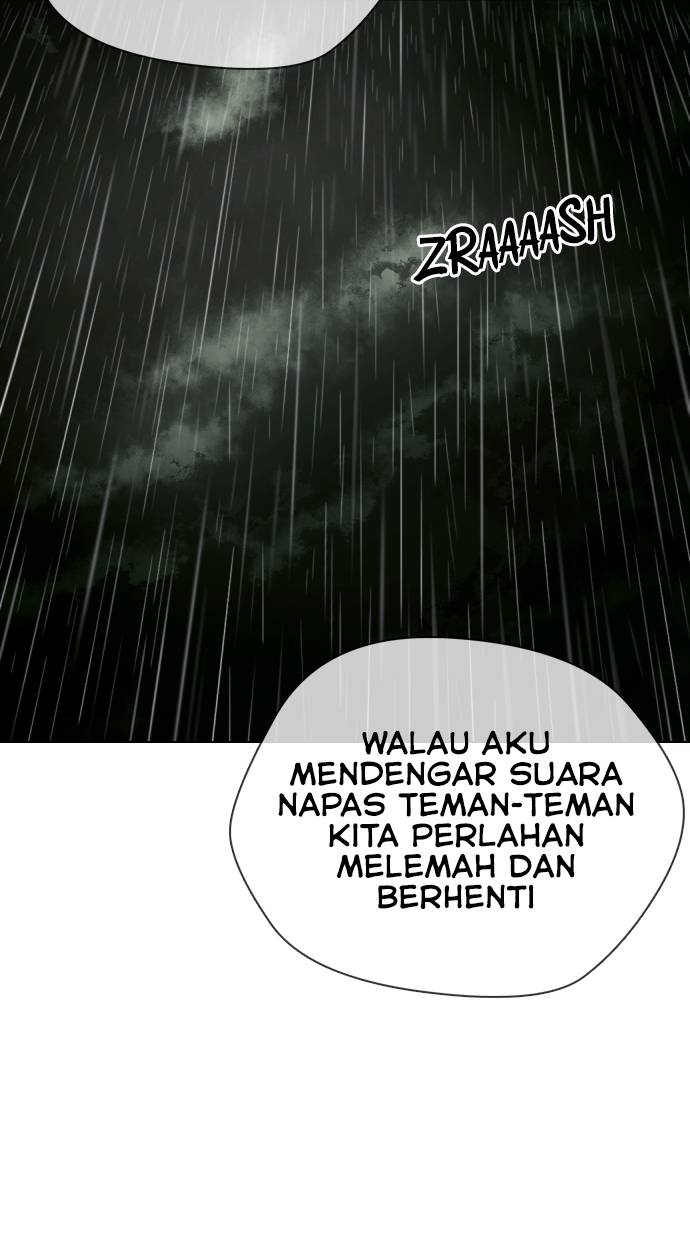 ZRAAAASH
WALAU AKU
MENDENGAR SUARA
NAPAS TEMAN-TEMAN
KITA PERLAHAN
MELEMAH DAN
BERHENTI